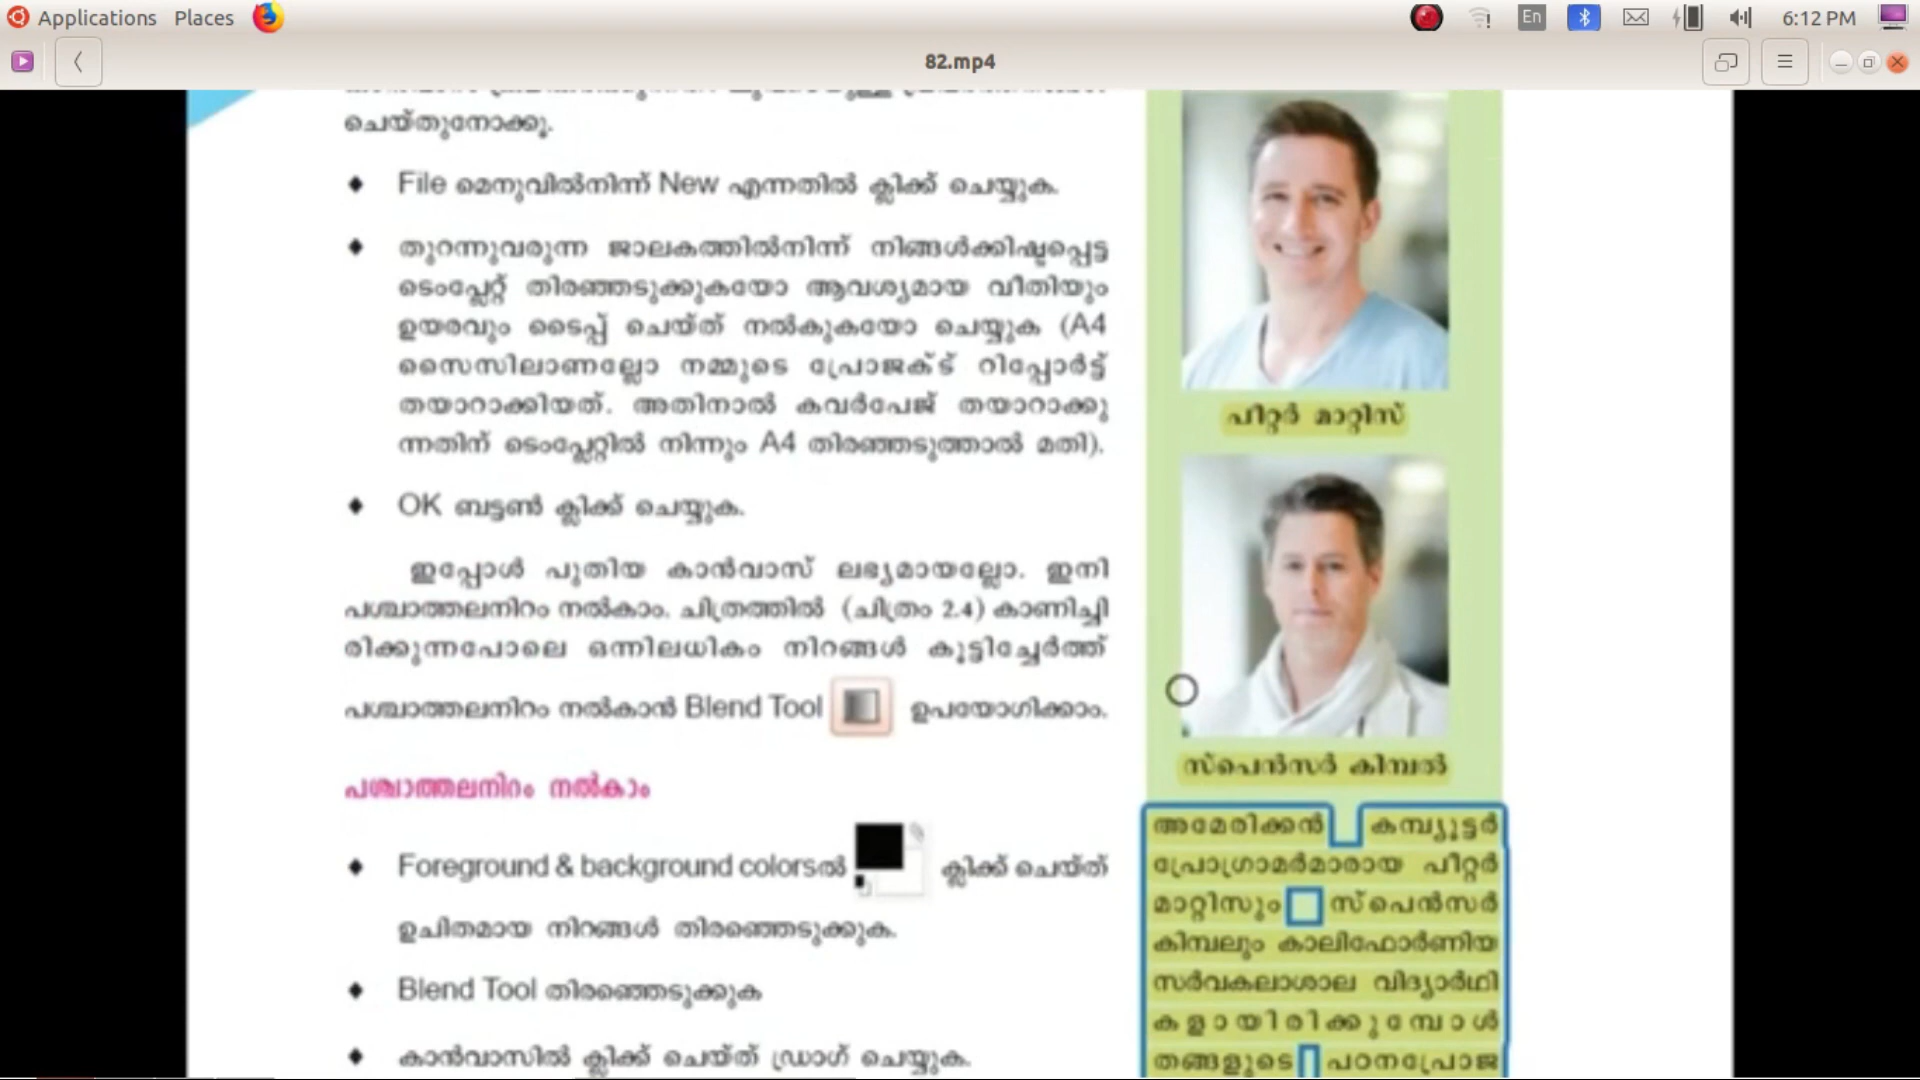 Applications Places
En
6:12 PM
82.mp4
ചെയ്തുനോക്കൂ.
♦ File മെനുവിൽനിന്ന് New എന്നതിൽ ക്ലിക്ക് ചെയ്യുക.
♦ തുറന്നുവരുന്ന ജാലകത്തിൽനിന്ന് നിങ്ങൾക്കിഷ്ടപ്പെട്ട
ടെംപ്ലേറ്റ് തിരഞ്ഞടുക്കുകയോ ആവശ്യമായ വീതിയും
ഉയരവും ടൈപ്പ് ചെയ്ത് നൽകുകയോ ചെയ്യുക (A4
സൈസിലാണല്ലോ നമ്മുടെ പ്രോജക്ട് റിപ്പോർട്ട്
തയാറാക്കിയത്. അതിനാൽ കവർപേജ് തയാറാക്കു
ന്നതിന് ടെംപ്ലേറ്റിൽ നിന്നും A4 തിരഞ്ഞടുത്താൽ മതി).
♦ OK ബട്ടൺ ക്ലിക്ക് ചെയ്യുക.
ഇപ്പോൾ പുതിയ കാൻവാസ് ലഭ്യമായല്ലോ. ഇനി
പശ്ചാത്തലനിറം നൽകാം. ചിത്രത്തിൽ (ചിത്രം 2.4) കാണിച്ചി
രിക്കുന്നപോലെ ഒന്നിലധികം നിറങ്ങൾ കൂട്ടിച്ചേർത്ത്
പശ്ചാത്തലനിറം നൽകാൻ Blend Tool ഉപയോഗിക്കാം.
പശ്ചാത്തലനിറം നൽകാം
♦ Foreground & background colorsൽ ക്ലിക്ക് ചെയ്ത്
ഉചിതമായ നിറങ്ങൾ തിരഞ്ഞെടുക്കുക.
♦ Blend Tool തിരഞ്ഞെടുക്കുക
♦ കാൻവാസിൽ ക്ലിക്ക് ചെയ്ത് ഡ്രാഗ് ചെയ്യുക.
പീറ്റർ മാറ്റിസ്
സ്പെൻസർ കിമ്പൽ
അമേരിക്കൻ കമ്പ്യൂട്ടർ
പ്രോഗ്രാമർമാരായ പീറ്റർ
മാറ്റിസും സ്പെൻസർ
കിമ്പലും കാലിഫോർണിയ
സർവകലാശാല വിദ്യാർഥി
കളായിരിക്കുമ്പോൾ
തങ്ങളുടെ പഠനപ്രോജ